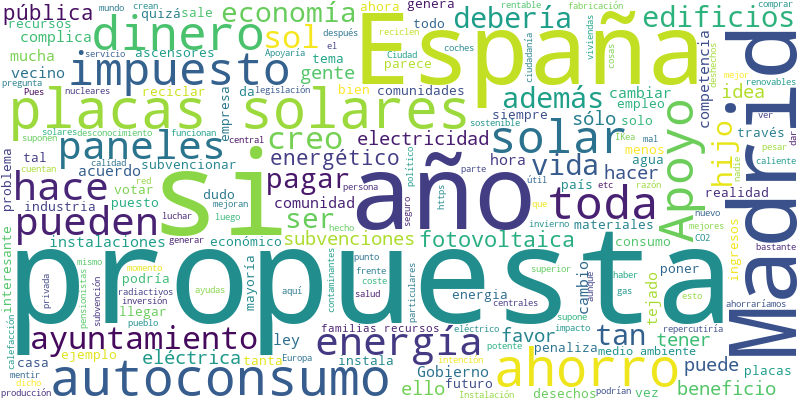 pública
recursos
quizá
sale
economía
ahora
genera
rentable
fabricación
comprar
mundo
crean.
después
el
todo
reciclen
viviendas
Apoyaría
Ciudad
coches
ciudadanía
desechos
cosas
dinero
sol
España
debería
edificios
complica
ascensores
servicio
legislación
tema
parece
mucha
vecino
Pues
nucleares
reciclar
da
gente
bien
comunidades
pregunta
impuesto
además
cambiar
idea
competencia
renovables
mejor
IKea
empleo
mal
ver
placas solares
creo
electricidad
siempre
sólo
solo
través
pesar
dar
sostenible
empresa
solares
desconocimiento
funcionan
central
suponen
calidad
mejoran
cuentan
red
problema
tal
acuerdo
subvencionar
energético
hora
vida
menos
agua
nadie
caliente
paneles
solar
hijo
Madrid
Apoyo
votar
dudo
persona
parte
político
país
etc
razón
realidad
hace
si
pagar
año
toda
hacer
industria
puesto
luchar
luego
comunidad
seguro
https
útil
que
invierno
materiales
nuevo
mejores
CO2
bastante
pueden
ser
hecho
instalaciones
económico
generar
subvenciones
fotovoltaica
consumo
ingresos
interesante
privada
mismo
momento
pensionistas
radiactivos
podría
llegar
inversión
subvención
pueblo
ayudas
mayoría
aquí
contaminantes
punto
frente
coste
salud
particulares
superior
energia
centrales
haber
gas
cambio
aunque
poner
esto
tejado
ahorraríamos
propuesta
ayuntamiento
ley
familias recursos
energía
eléctrico
supone
impacto
favor
tan
tener
repercutiría
calefacción
casa
ejemplo
eléctrica
tanta
Europa
instala
potente
penaliza
medio ambiente
puede
placas
mentir
dicho
producción
autoconsumo
intención
Gobierno
futuro
ello
Instalación
ahorro
desechos
podrían
vez
beneficio